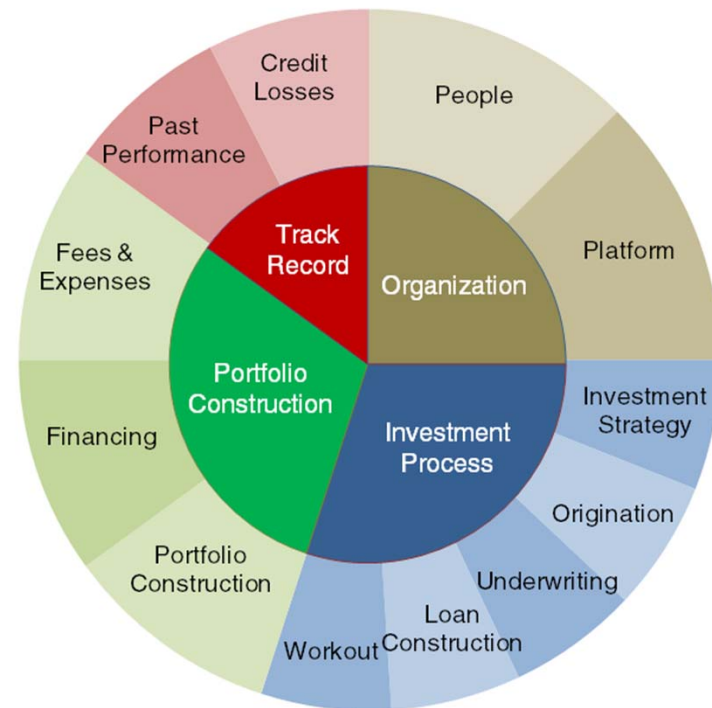 Credit
Losses
People
Past
Performance
Track
Record
Fees &
Expenses
Platform
Organization
Portfolio
Construction
Investment
Process
Investment
Strategy
Financing
Origination
Portfolio
Construction
Underwriting
Loan
Construction
Workout